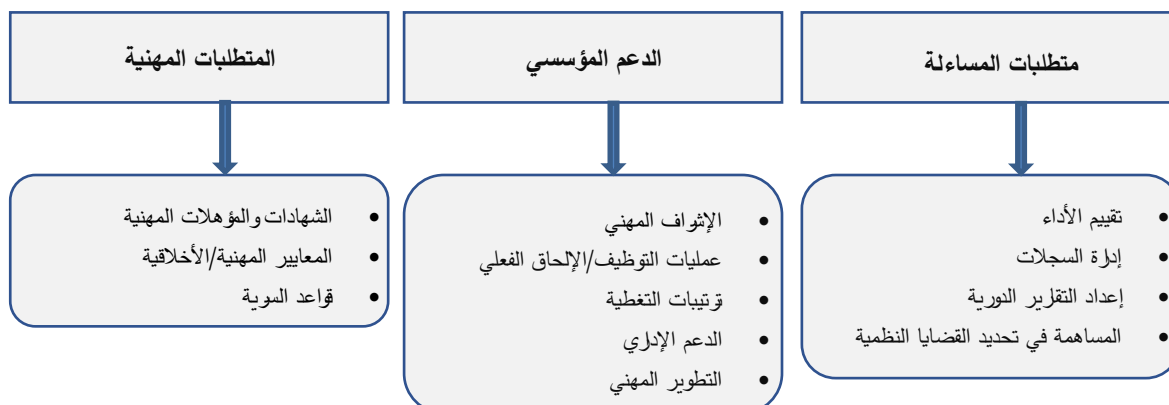 متطلبات المساءلة
الدعم المؤسسي
المتطلبات المهنية
• تقييم الأداء
• إدارة السجلات
• إعداد التقارير الدورية
• المساهمة في تحديد القضايا النظمية
• الإشراف المهني
• عمليات التوظيف/الإلحاق الفعلي
• ترتيبات التغطية
• الدعم الإداري
• التطوير المهني
• الشهادات والمؤهلات المهنية
• المعايير المهنية/الأخلاقية
• قواعد السرية